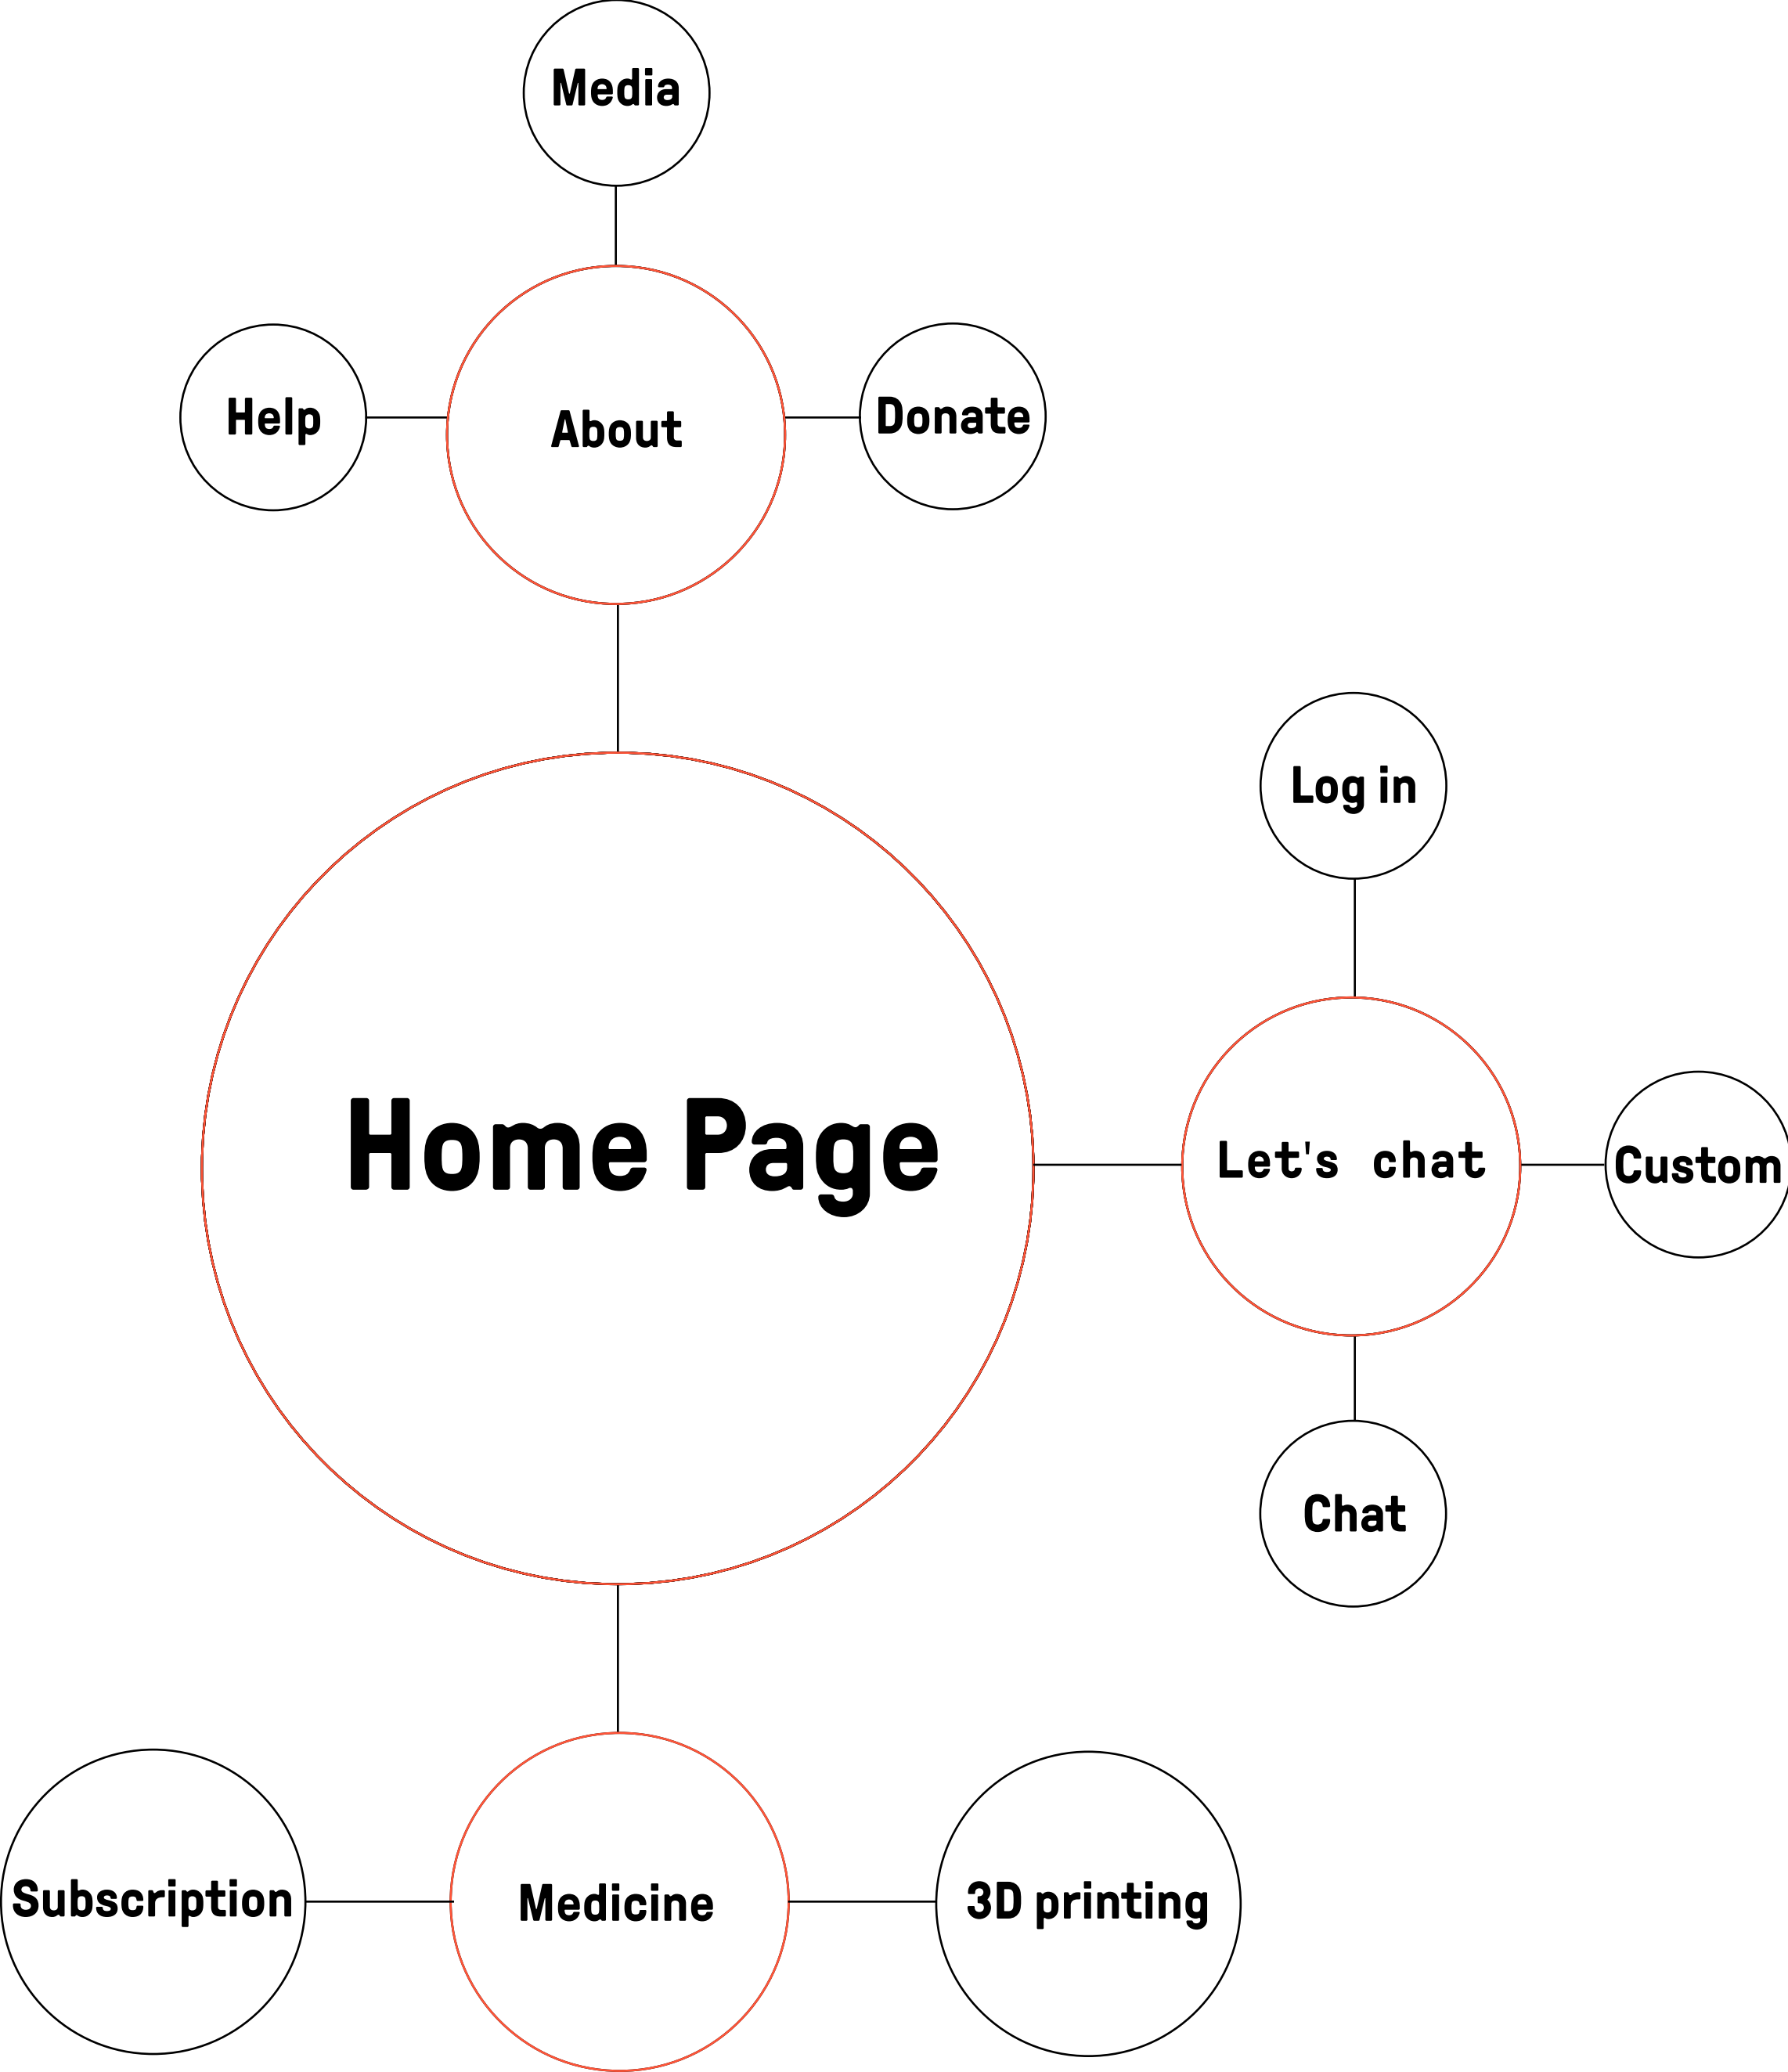 Media
Help
About
Donate
Log in
Home Page
Let's chat
Custom
Chat
Subscription
Medicine
3D printing